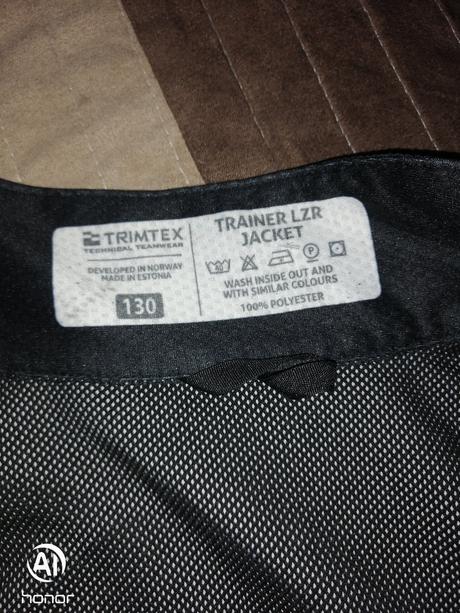 TRIMTEX
TECHNICAL TEAMWEAR
DEVELOPED IN NORWAY
MADE IN ESTONIA
130
TRAINER LZR
JACKET
40
P
WASH INSIDE OUT AND
WITH SIMILAR COLOURS
100% POLYESTER
AI
honor